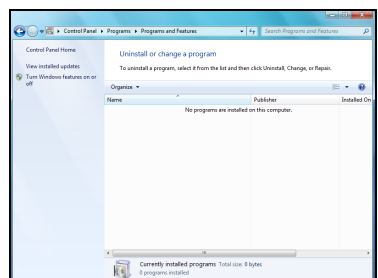 Control Panel ▸ Programs ▸ Programs and Features
Search Programs and Features
Control Panel Home
View installed updates
Turn Windows features on or off
Uninstall or change a program
To uninstall a program, select it from the list and then click Uninstall, Change, or Repair.
Organize
Name Publisher Installed On
No programs are installed on this computer.
Currently installed programs Total size: 0 bytes
0 programs installed